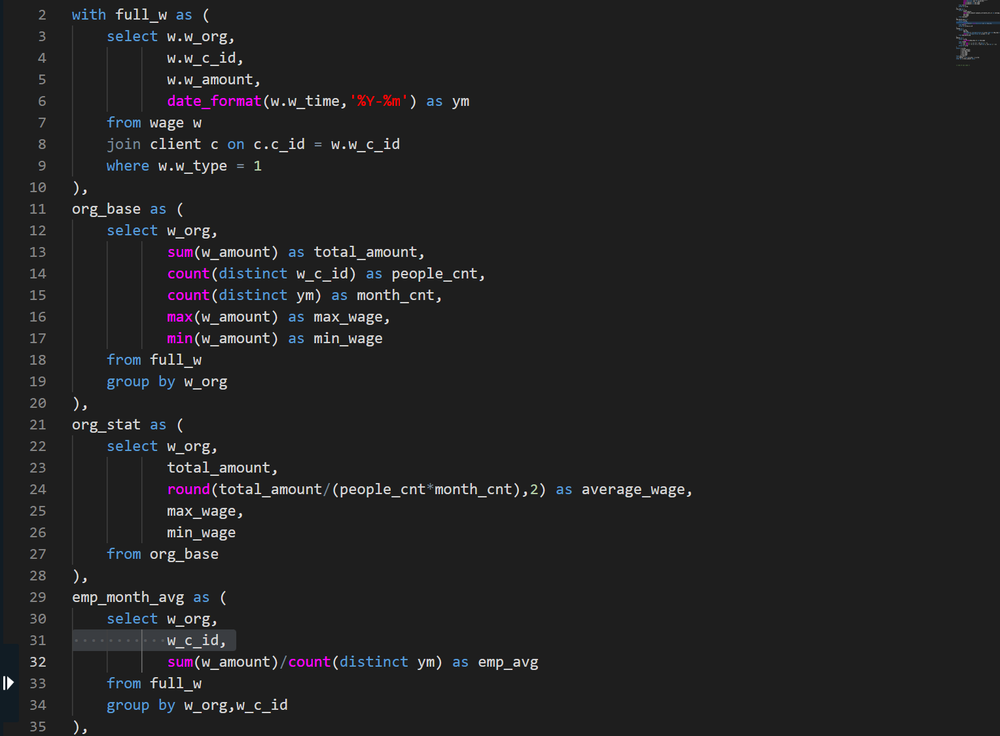 2 with full_w as (
3 select w.w_org,
4 w.w_c_id,
5 w.w_amount,
6 date_format(w.w_time,'%Y-%m') as ym
7 from wage w
8 join client c on c.c_id = w.w_c_id
9 where w.w_type = 1
10 ),
11 org_base as (
12 select w_org,
13 sum(w_amount) as total_amount,
14 count(distinct w_c_id) as people_cnt,
15 count(distinct ym) as month_cnt,
16 max(w_amount) as max_wage,
17 min(w_amount) as min_wage
18 from full_w
19 group by w_org
20 ),
21 org_stat as (
22 select w_org,
23 total_amount,
24 round(total_amount/(people_cnt*month_cnt),2) as average_wage,
25 max_wage,
26 min_wage
27 from org_base
28 ),
29 emp_month_avg as (
30 select w_org,
31 w_c_id,
32 sum(w_amount)/count(distinct ym) as emp_avg
33 from full_w
34 group by w_org,w_c_id
35 ),